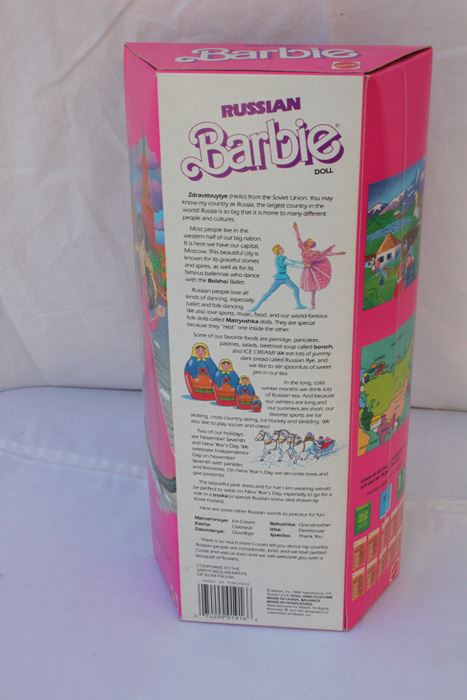 Barbie
RUSSIAN
Barbie®
DOLL
Zdravstvuytye (Hello) from the Soviet Union. You may
know my country as Russia, the largest country in the
world! Russia is so big that it is home to many different
people and cultures.
Most people live in the
western half of our big nation.
It is here we have our capital,
Moscow. This beautiful city is
known for its graceful domes
and spires, as well as for its
famous ballerinas who dance
with the Bolshoi Ballet.
Russian people love all
kinds of dancing, especially
ballet and folk dancing.
We also love sports, music, food, and our world-famous
folk dolls called Matryoshka dolls. They are special
because they "nest" one inside the other.
Some of our favorite foods are porridge, pancakes,
pastries, salads, beetroot soup called borsch,
and ICE CREAM! We eat lots of yummy
dark bread called Russian Rye, and
we like to stir spoonfuls of sweet
jam in our tea.
In the long, cold
winter months we drink lots
of Russian tea. And because
our winters are long and
our summers are short, our
favorite sports are ice
skating, cross country skiing, ice hockey and sledding. We
also like to play soccer and chess!
Two of our holidays
are November Seventh
and New Year's Day. We
celebrate Independence
Day on November
Seventh with parades
and fireworks. On New Year's Day we decorate trees and
give presents!
The beautiful pink dress and fur hat I am wearing would
be perfect to wear on New Year's Day, especially to go for a
ride in a troika (a special Russian snow sled drawn by
three horses).
Here are some other Russian words to practice for fun:
Marozhinoye: Ice Cream
Kasha: Oatmeal
Dasvidanya: Goodbye
Babushka: Grandmother
Izba: Farmhouse
Spasibo: Thank You
There is so much more I could tell you about my country.
Russian people are considerate, kind, and we love parties!
Come and visit us soon and we will welcome you with a
bouquet of flowers.
CONFORMS TO THE
SAFETY REQUIREMENTS
OF ASTM F963-86.
PROOF OF PURCHASE
MADE IN CHINA. BALANCE
MADE IN HONG KONG.
74299 01916